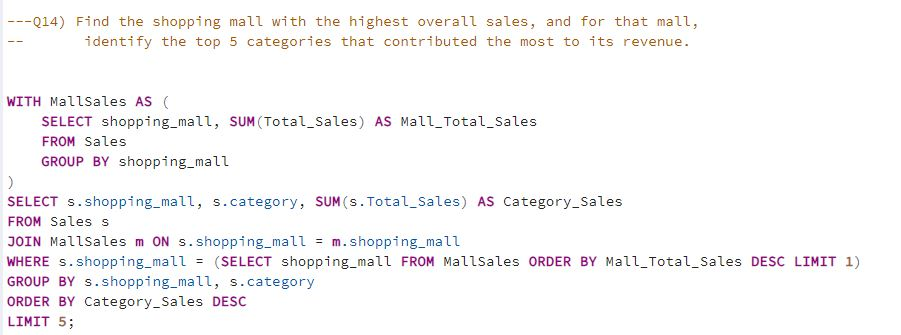 ---Q14) Find the shopping mall with the highest overall sales, and for that mall,
--       identify the top 5 categories that contributed the most to its revenue.
WITH MallSales AS (
    SELECT shopping_mall, SUM(Total_Sales) AS Mall_Total_Sales
    FROM Sales
    GROUP BY shopping_mall
)
SELECT s.shopping_mall, s.category, SUM(s.Total_Sales) AS Category_Sales
FROM Sales s
JOIN MallSales m ON s.shopping_mall = m.shopping_mall
WHERE s.shopping_mall = (SELECT shopping_mall FROM MallSales ORDER BY Mall_Total_Sales DESC LIMIT 1)
GROUP BY s.shopping_mall, s.category
ORDER BY Category_Sales DESC
LIMIT 5;